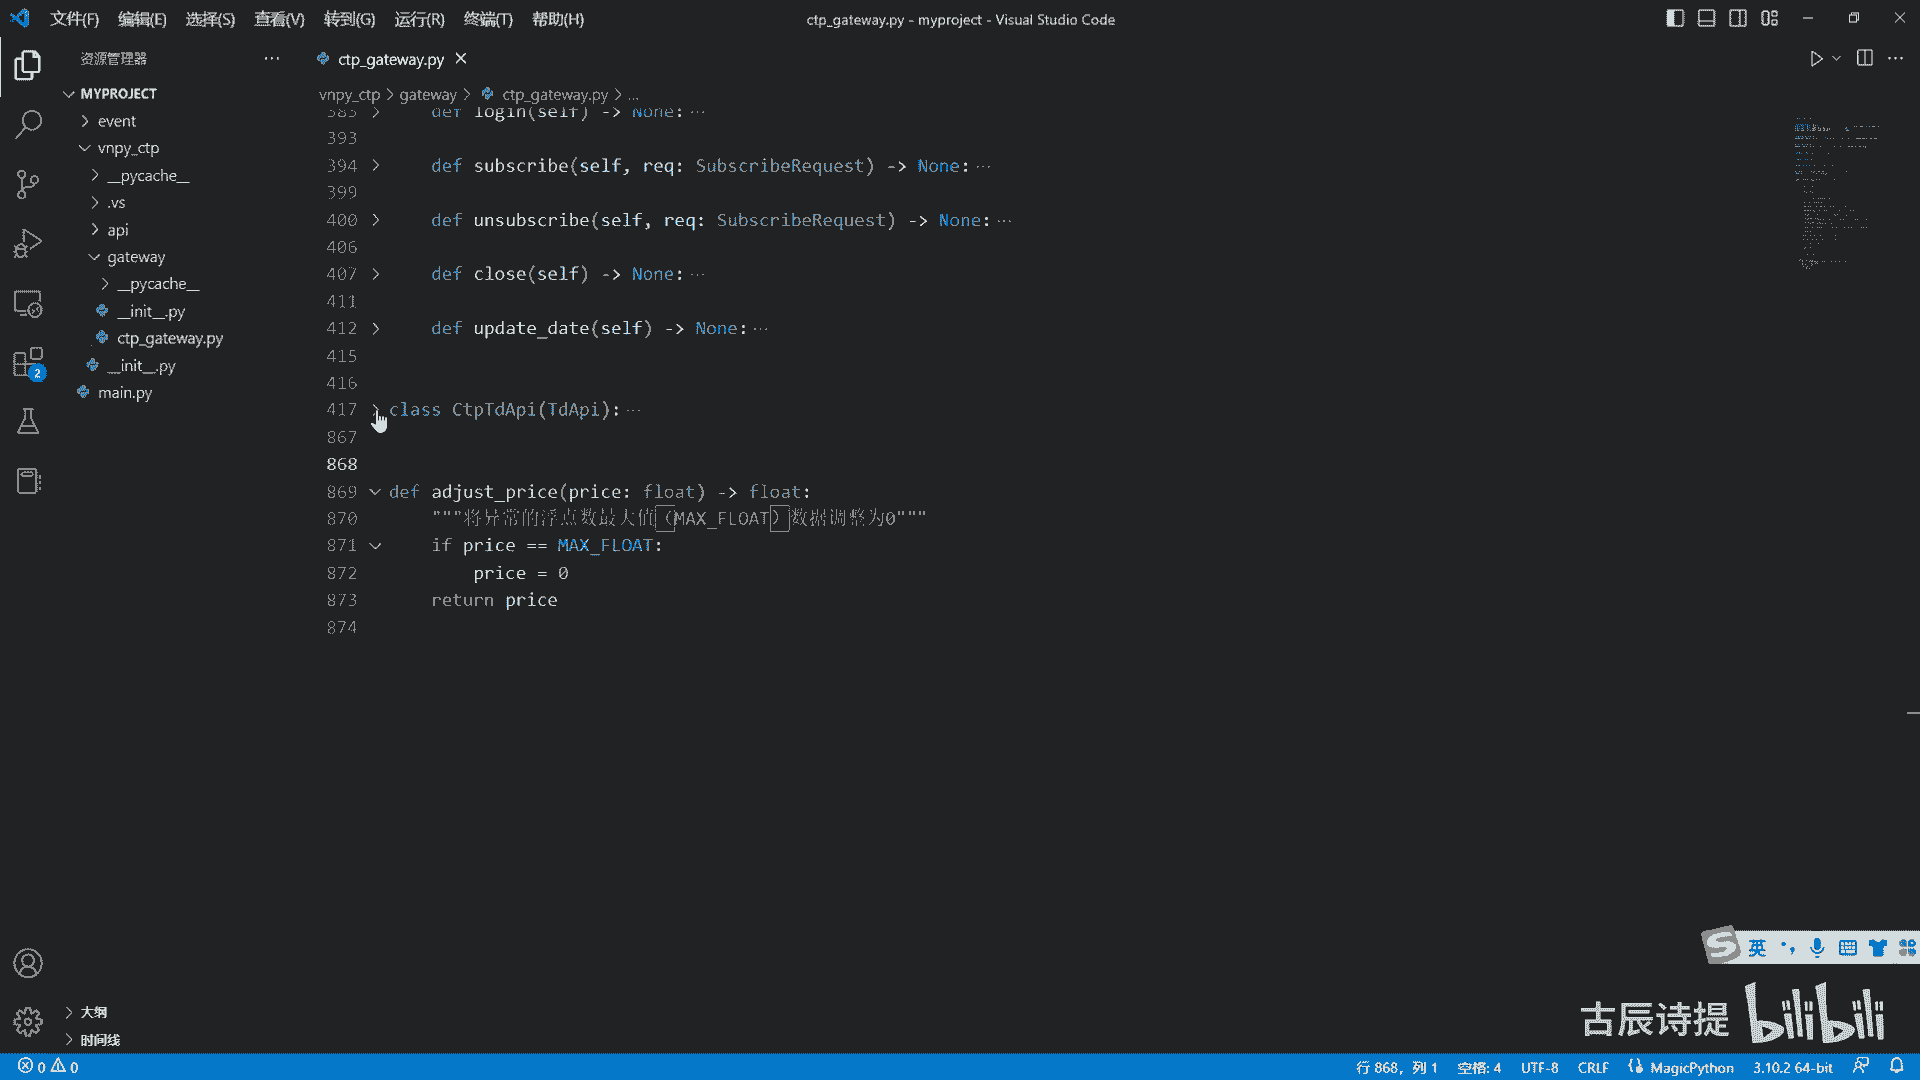 文件(F) 编辑(E) 选择(S) 查看(V) 转到(G) 运行(R) 终端(T) 帮助(H)
ctp_gateway.py - myproject - Visual Studio Code
资源管理器
MYPROJECT
event
vnpy_ctp
__pycache__
.vs
api
gateway
__pycache__
__init__.py
ctp_gateway.py
__init__.py
main.py
2
大纲
时间线
ctp_gateway.py
vnpy_ctp > gateway > ctp_gateway.py > ...
385 def login(self) -> None: ...
393
394 def subscribe(self, req: SubscribeRequest) -> None: ...
399
400 def unsubscribe(self, req: SubscribeRequest) -> None: ...
406
407 def close(self) -> None: ...
411
412 def update_date(self) -> None: ...
415
416
417 class CtpTdApi(TdApi): ...
867
868
869 def adjust_price(price: float) -> float:
870 """将异常的浮点数最大值（MAX_FLOAT）数据调整为0"""
871 if price == MAX_FLOAT:
872 price = 0
873 return price
874
英
古辰诗提 bilibili
0 0 行 868，列 1 空格: 4 UTF-8 CRLF MagicPython 3.10.2 64-bit